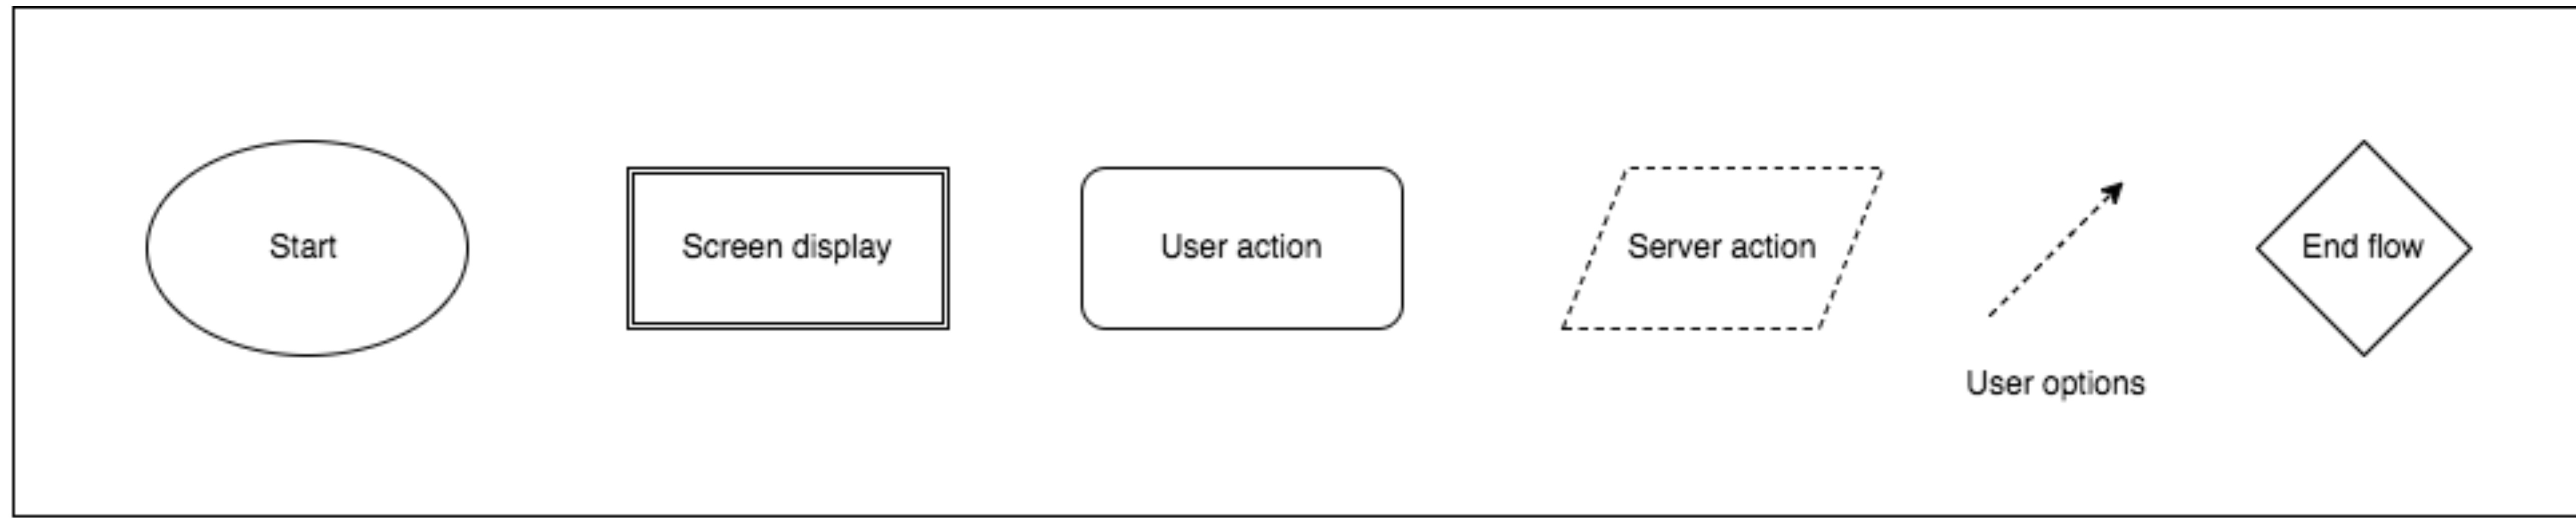 Start
Screen display
User action
Server action
User options
End flow